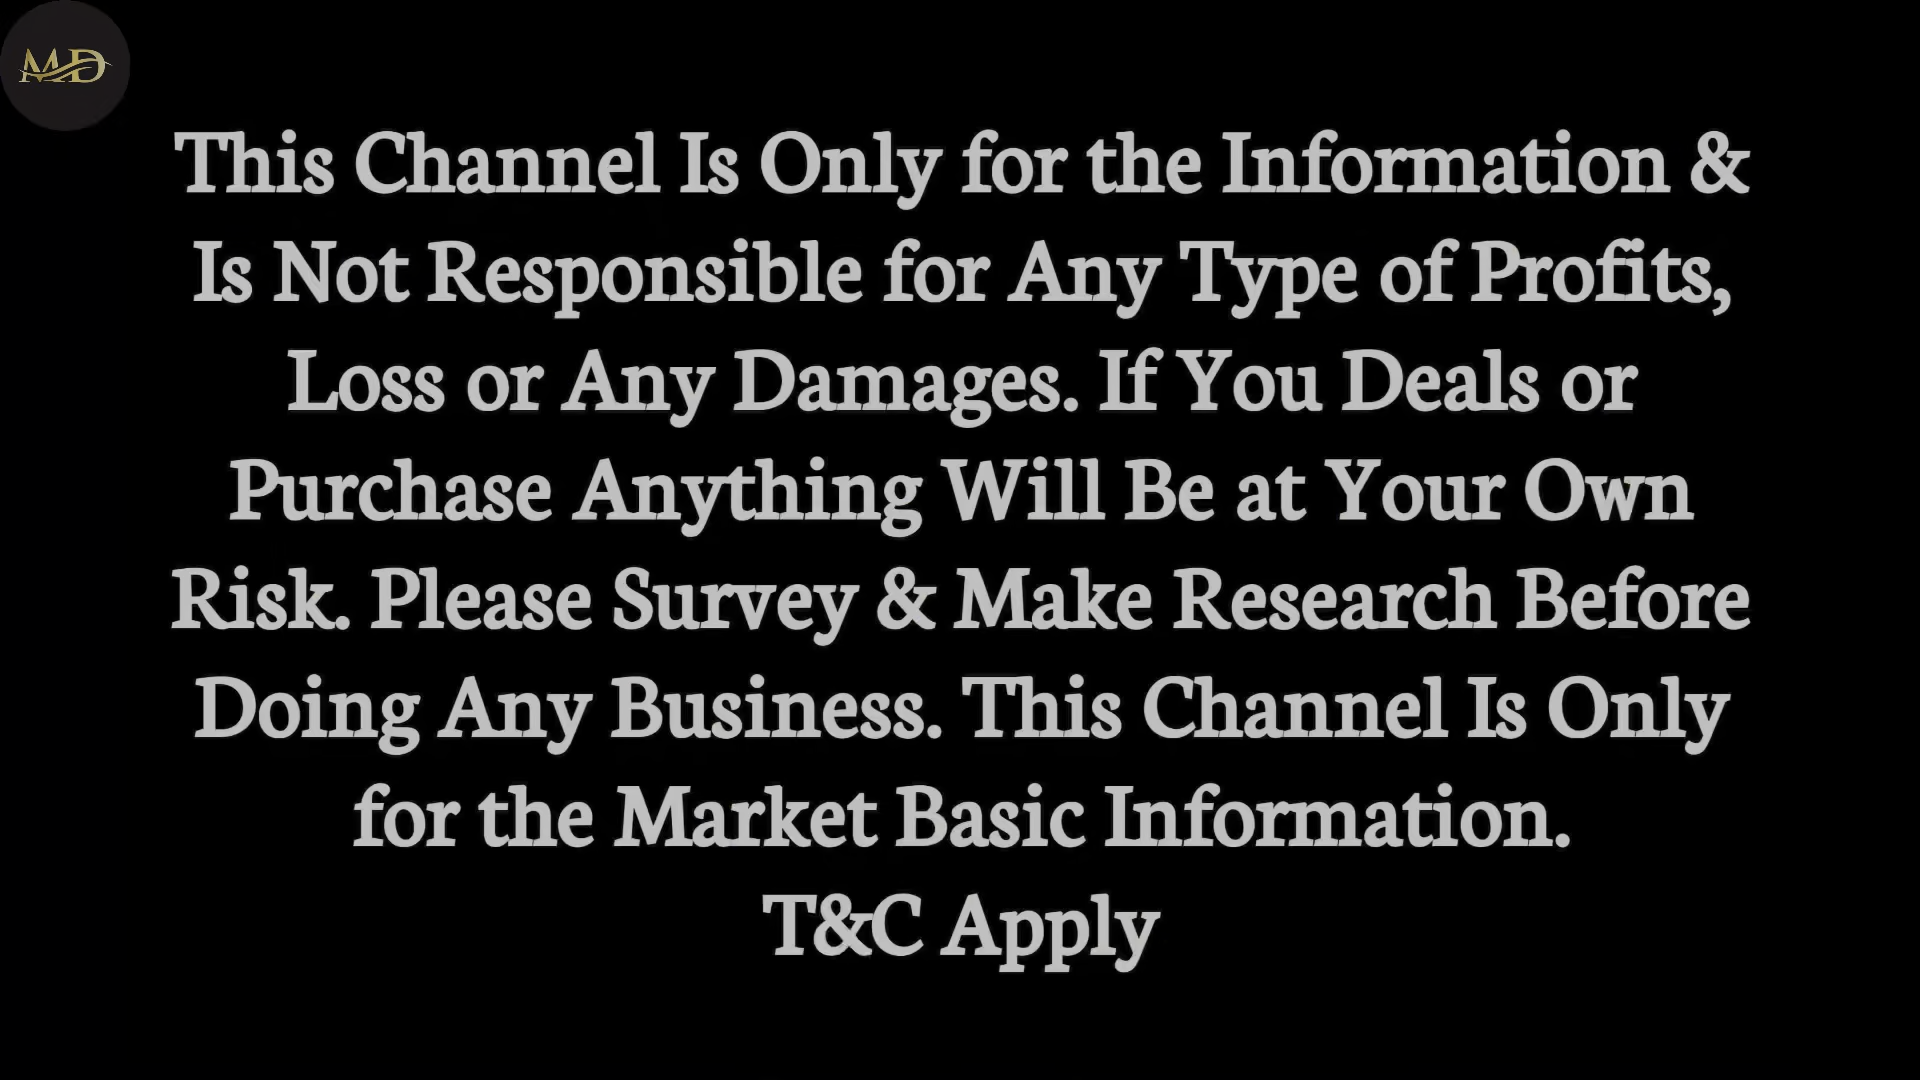 MD
This Channel Is Only for the Information &
Is Not Responsible for Any Type of Profits,
Loss or Any Damages. If You Deals or
Purchase Anything Will Be at Your Own
Risk. Please Survey & Make Research Before
Doing Any Business. This Channel Is Only
for the Market Basic Information.
T&C Apply